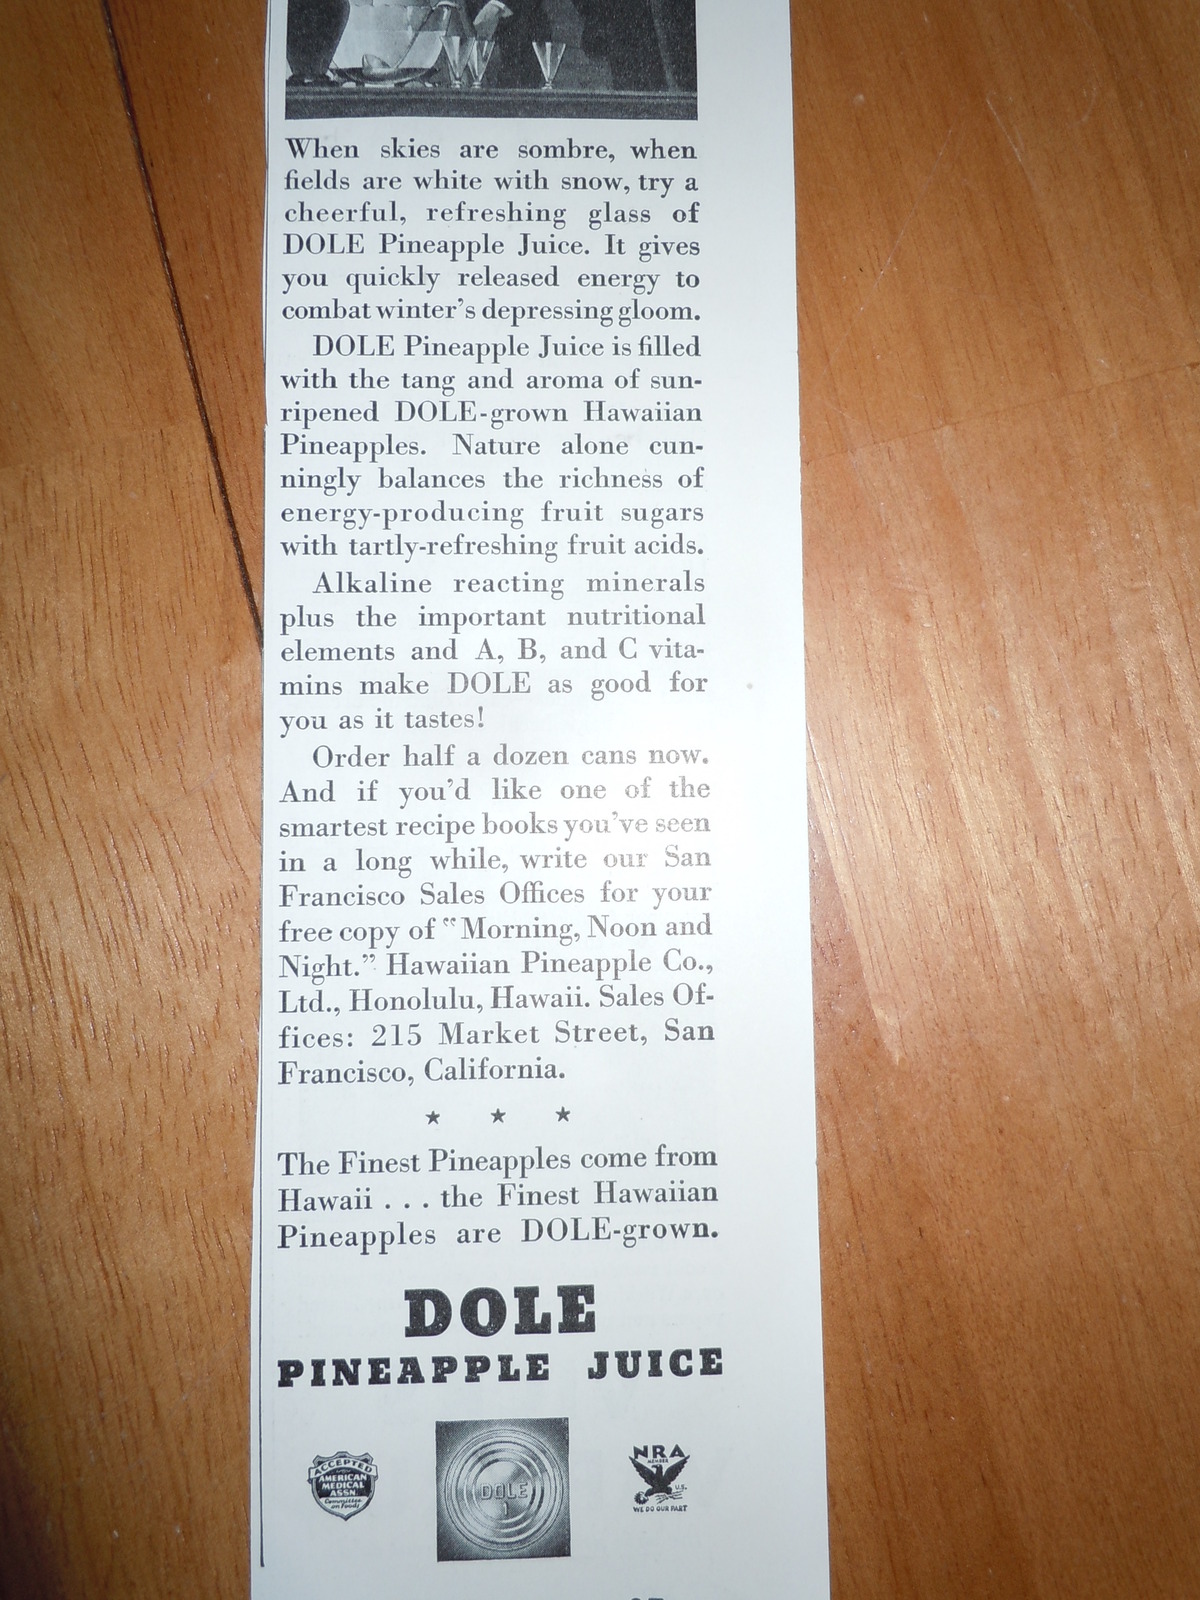 When skies are sombre, when
fields are white with snow, try a
cheerful, refreshing glass of
DOLE Pineapple Juice. It gives
you quickly released energy to
combat winter's depressing gloom.
DOLE Pineapple Juice is filled
with the tang and aroma of sun-
ripened DOLE-grown Hawaiian
Pineapples. Nature alone cun-
ningly balances the richness of
energy-producing fruit sugars
with tartly-refreshing fruit acids.
Alkaline reacting minerals
plus the important nutritional
elements and A, B, and C vita-
mins make DOLE as good for
you as it tastes!
Order half a dozen cans now.
And if you'd like one of the
smartest recipe books you've seen
in a long while, write our San
Francisco Sales Offices for your
free copy of "Morning, Noon and
Night." Hawaiian Pineapple Co.,
Ltd., Honolulu, Hawaii. Sales Of-
fices: 215 Market Street, San
Francisco, California.
★ ★ ★
The Finest Pineapples come from
Hawaii . . . the Finest Hawaiian
Pineapples are DOLE-grown.
DOLE
PINEAPPLE JUICE
ACCEPTED
AMERICAN
MEDICAL
ASSN.
Committee
on Foods
DOLE
1
NRA
MEMBER
U.S.
WE DO OUR PART